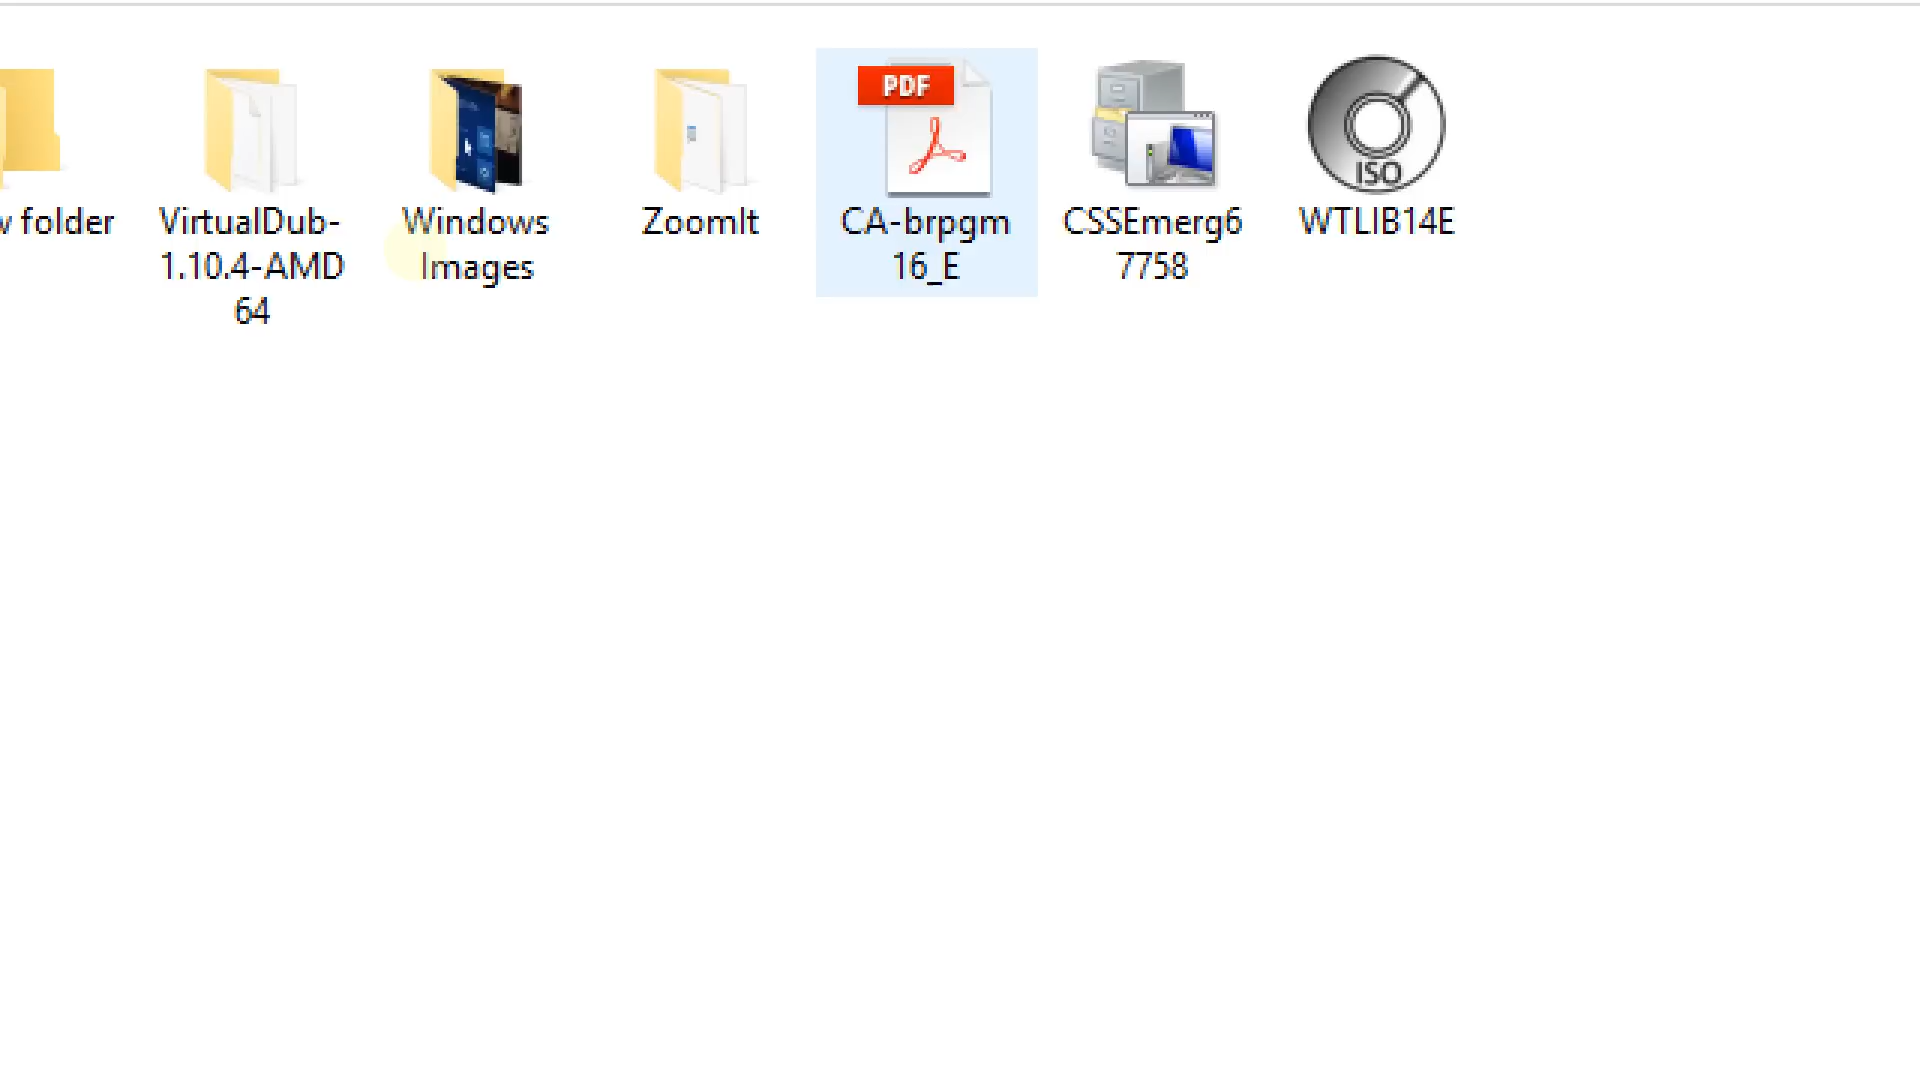 w folder
VirtualDub-
1.10.4-AMD
64
Windows
Images
ZoomIt
PDF
CA-brpgm
16_E
CSSEmerg6
7758
ISO
WTLIB14E